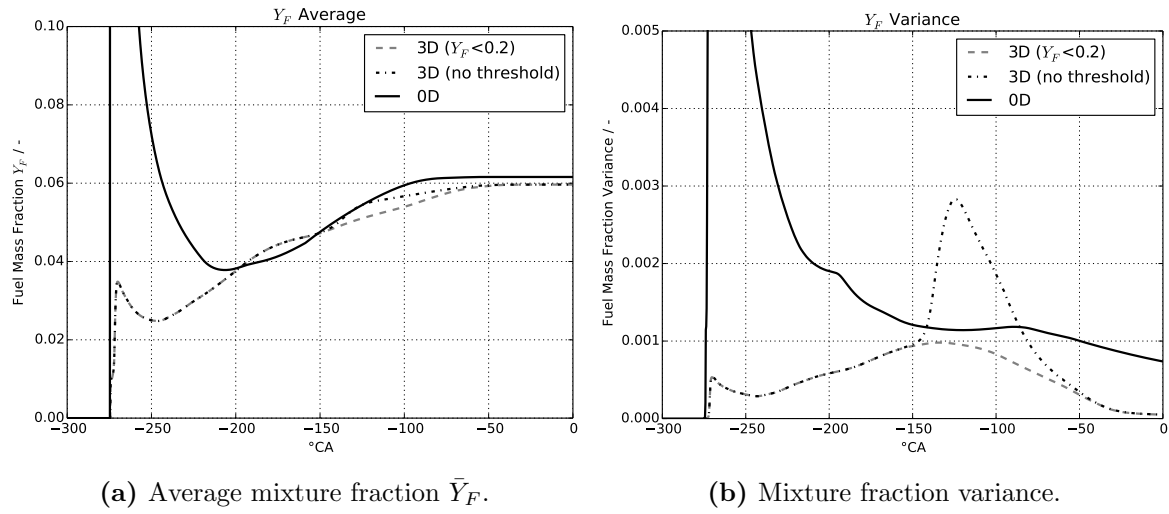 Y_F Average
Fuel Mass Fraction Y_F / -
0.10
0.08
0.06
0.04
0.02
0.00
3D (Y_F<0.2)
3D (no threshold)
0D
−300 −250 −200 −150 −100 −50 0
°CA
(a) Average mixture fraction Ȳ_F.
Y_F Variance
Fuel Mass Fraction Variance / -
0.005
0.004
0.003
0.002
0.001
0.000
3D (Y_F<0.2)
3D (no threshold)
0D
−300 −250 −200 −150 −100 −50 0
°CA
(b) Mixture fraction variance.